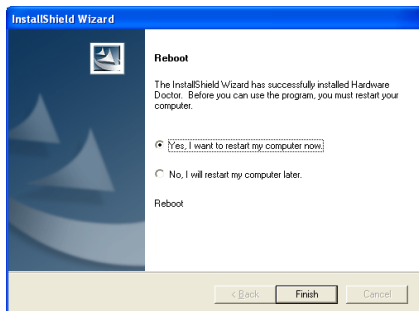 InstallShield Wizard
Reboot
The InstallShield Wizard has successfully installed Hardware
Doctor. Before you can use the program, you must restart your
computer.
Yes, I want to restart my computer now.
No, I will restart my computer later.
Reboot
< Back Finish Cancel